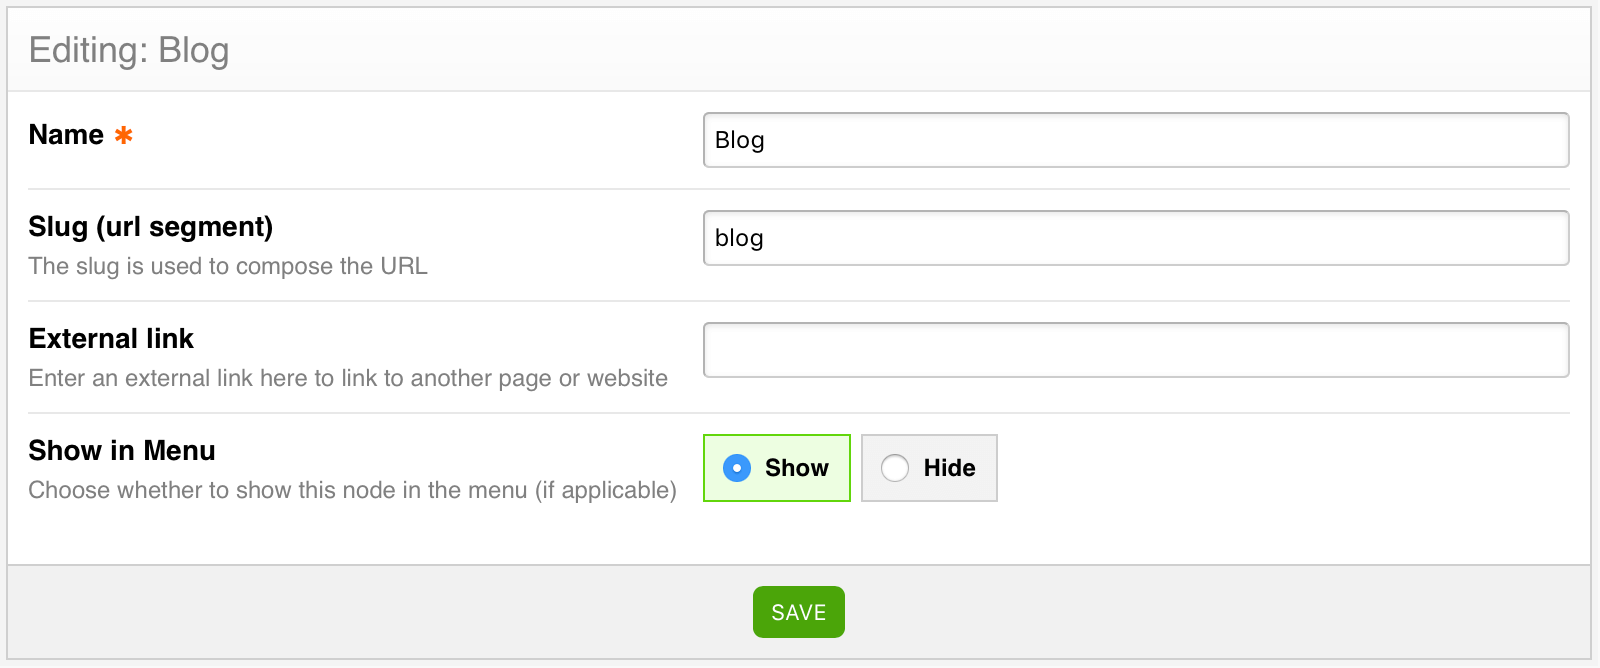 Editing: Blog
Name ✱
Blog
Slug (url segment)
blog
The slug is used to compose the URL
External link
Enter an external link here to link to another page or website
Show in Menu
Show
Hide
Choose whether to show this node in the menu (if applicable)
SAVE